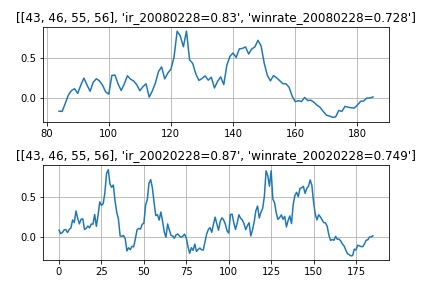 [[43, 46, 55, 56], 'ir_20080228=0.83', 'winrate_20080228=0.728']
0.5
0.0
80 100 120 140 160 180
[[43, 46, 55, 56], 'ir_20020228=0.87', 'winrate_20020228=0.749']
0.5
0.0
0 25 50 75 100 125 150 175